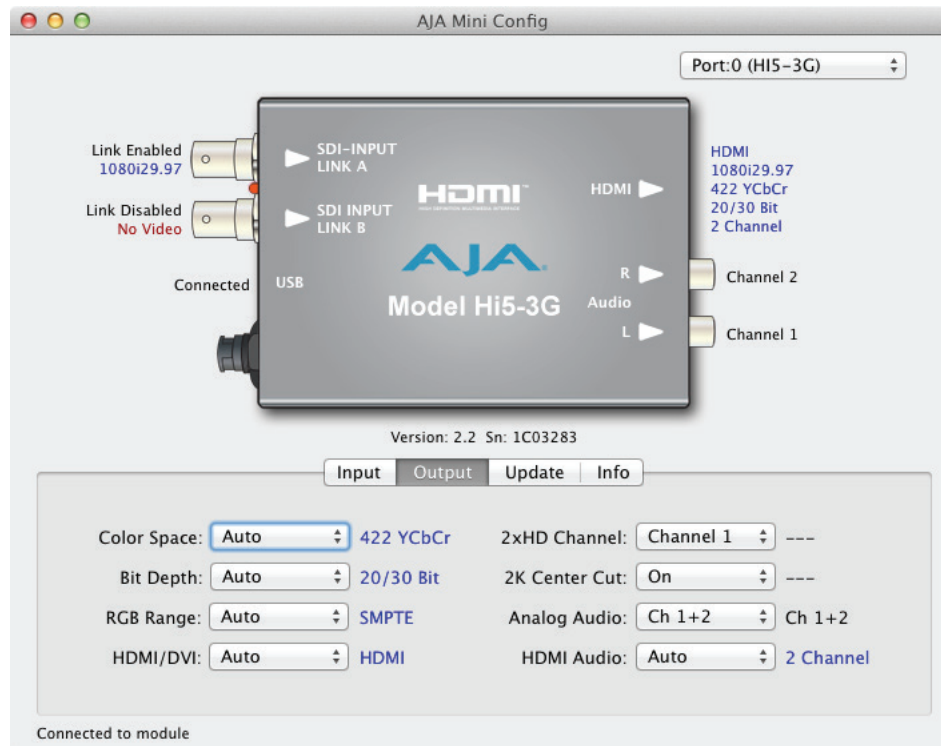 AJA Mini Config
Port:0 (HI5-3G)
Link Enabled
1080i29.97
Link Disabled
No Video
Connected
SDI-INPUT
LINK A
SDI INPUT
LINK B
USB
HDMI™
HIGH DEFINITION MULTIMEDIA INTERFACE
AJA
Model Hi5-3G
HDMI
R
Audio
L
HDMI
1080i29.97
422 YCbCr
20/30 Bit
2 Channel
Channel 2
Channel 1
Version: 2.2 Sn: 1C03283
Input Output Update Info
Color Space: Auto 422 YCbCr 2xHD Channel: Channel 1 ---
Bit Depth: Auto 20/30 Bit 2K Center Cut: On ---
RGB Range: Auto SMPTE Analog Audio: Ch 1+2 Ch 1+2
HDMI/DVI: Auto HDMI HDMI Audio: Auto 2 Channel
Connected to module